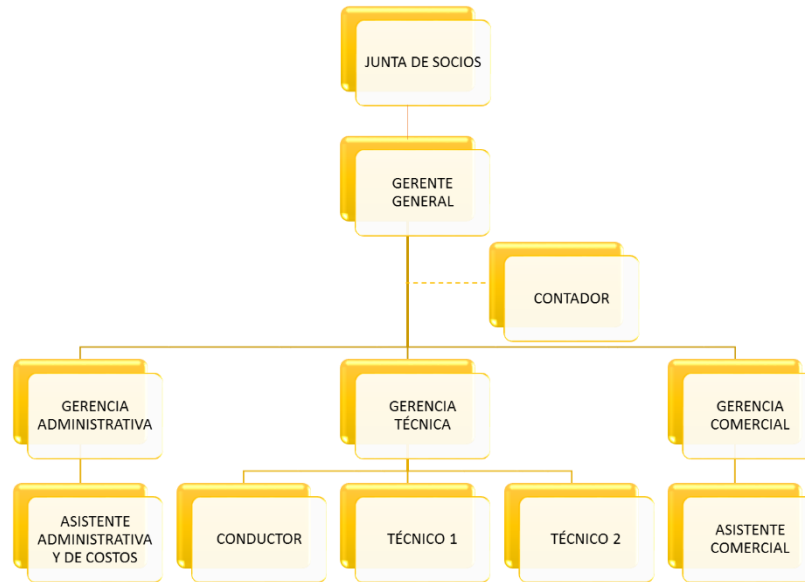 JUNTA DE SOCIOS
GERENTE
GENERAL
CONTADOR
GERENCIA
ADMINISTRATIVA
GERENCIA
TÉCNICA
GERENCIA
COMERCIAL
ASISTENTE
ADMINISTRATIVA
Y DE COSTOS
CONDUCTOR
TÉCNICO 1
TÉCNICO 2
ASISTENTE
COMERCIAL